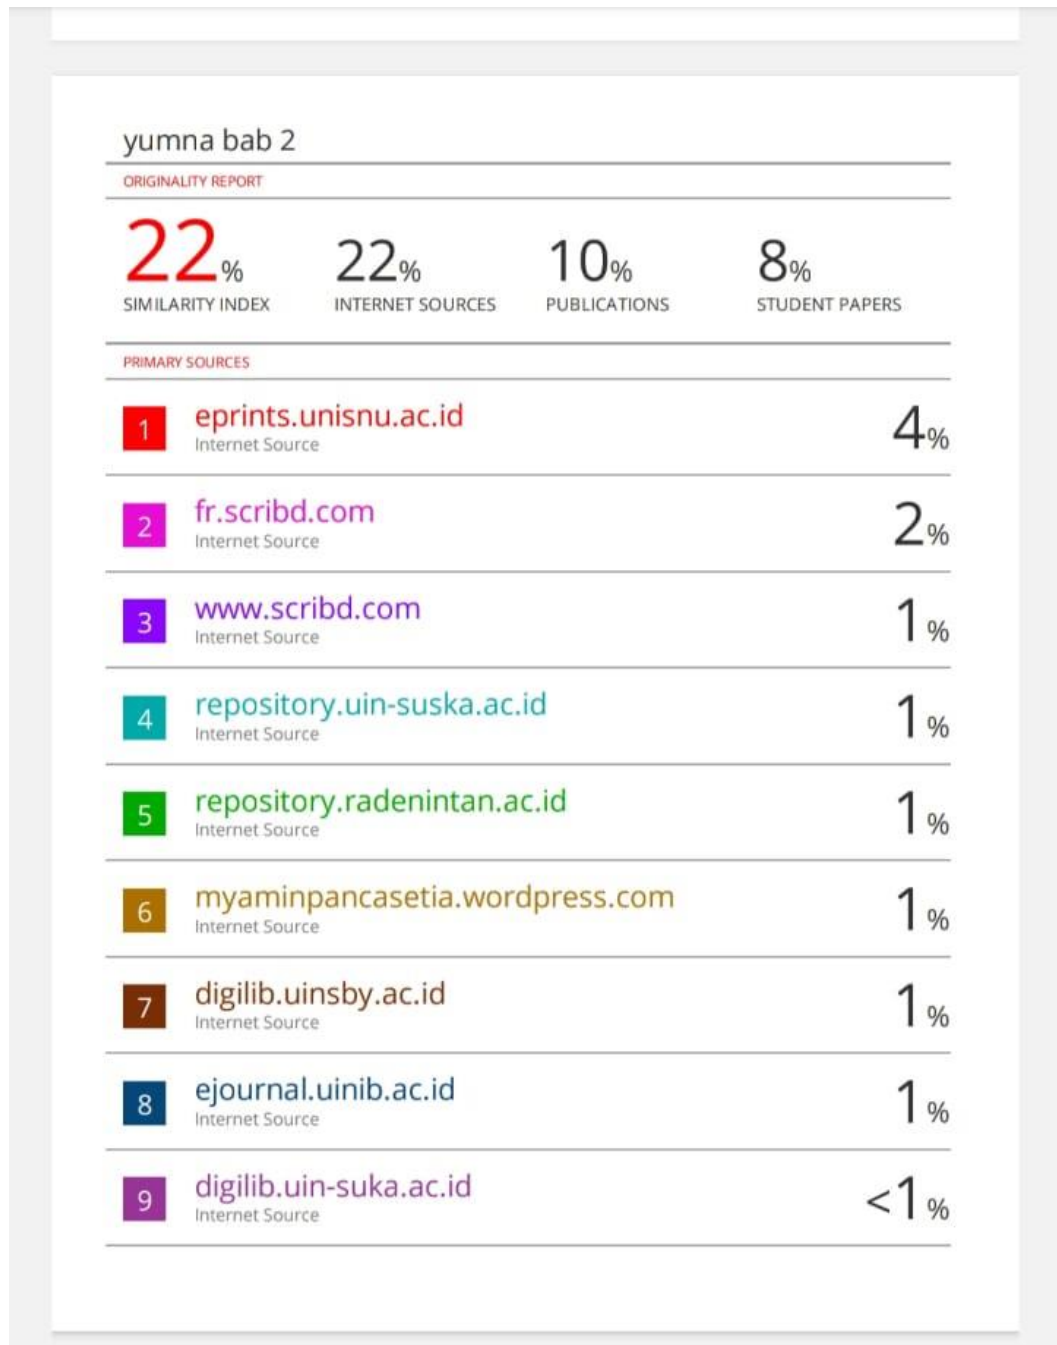 yumna bab 2
ORIGINALITY REPORT
22% 22% 10% 8%
SIMILARITY INDEX INTERNET SOURCES PUBLICATIONS STUDENT PAPERS
PRIMARY SOURCES
1 eprints.unisnu.ac.id 4%
Internet Source
2 fr.scribd.com 2%
Internet Source
3 www.scribd.com 1%
Internet Source
4 repository.uin-suska.ac.id 1%
Internet Source
5 repository.radenintan.ac.id 1%
Internet Source
6 myaminpancasetia.wordpress.com 1%
Internet Source
7 digilib.uinsby.ac.id 1%
Internet Source
8 ejournal.uinib.ac.id 1%
Internet Source
9 digilib.uin-suka.ac.id <1%
Internet Source